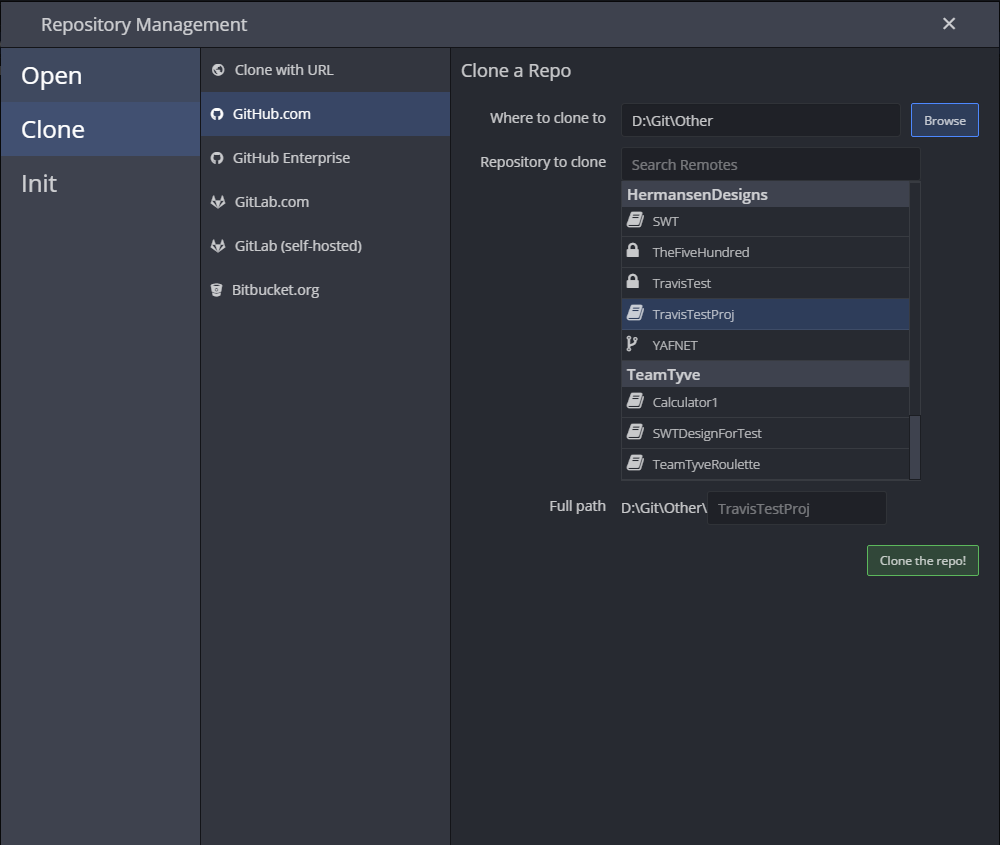 Repository Management
Open
Clone
Init
Clone with URL
GitHub.com
GitHub Enterprise
GitLab.com
GitLab (self-hosted)
Bitbucket.org
Clone a Repo
Where to clone to D:\Git\Other Browse
Repository to clone Search Remotes
HermansenDesigns
SWT
TheFiveHundred
TravisTest
TravisTestProj
YAFNET
TeamTyve
Calculator1
SWTDesignForTest
TeamTyveRoulette
Full path D:\Git\Other\ TravisTestProj
Clone the repo!